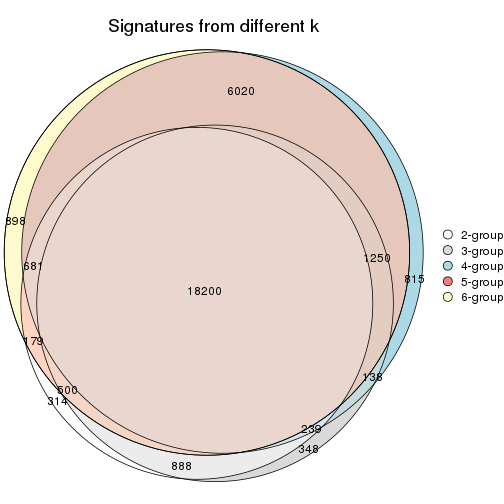 Signatures from different k
6020
898
2-group
3-group
4-group
5-group
6-group
1250
681
815
18200
179
138
500
314
239
348
888